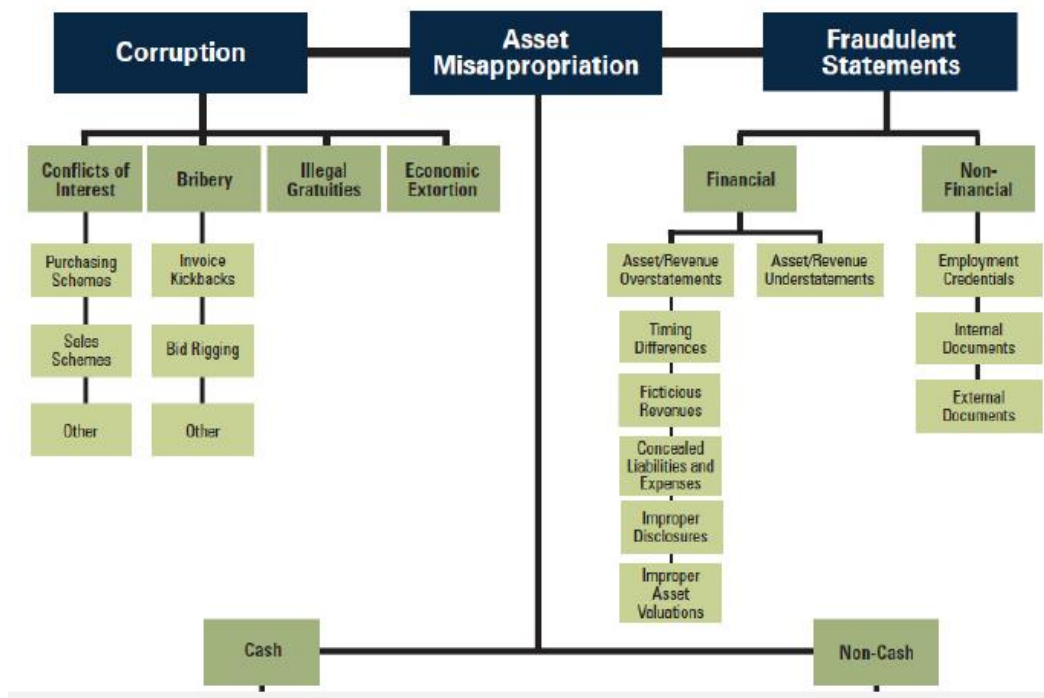 Corruption
Asset
Misappropriation
Fraudulent
Statements
Conflicts of
Interest
Bribery
Illegal
Gratuities
Economic
Extortion
Financial
Non-
Financial
Purchasing
Schemes
Invoice
Kickbacks
Asset/Revenue
Overstatements
Asset/Revenue
Understatements
Employment
Credentials
Sales
Schemes
Bid Rigging
Timing
Differences
Internal
Documents
Other
Other
Ficticious
Revenues
External
Documents
Concealed
Liabilities and
Expenses
Improper
Disclosures
Improper
Asset
Valuations
Cash
Non-Cash